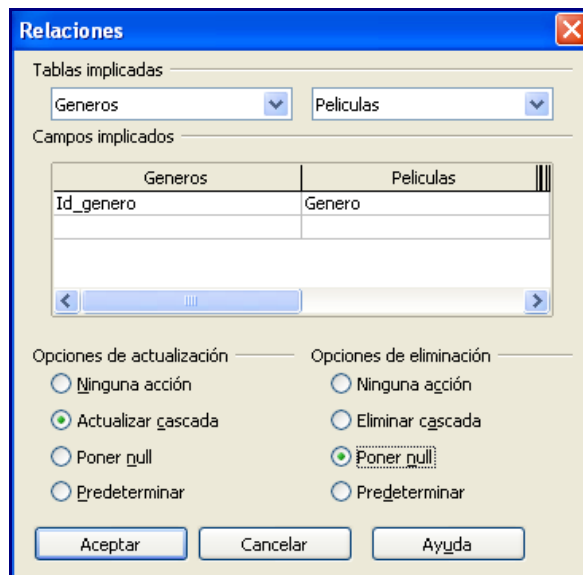 Relaciones
Tablas implicadas
Generos Peliculas
Campos implicados
Generos Peliculas
Id_genero Genero
Opciones de actualización Opciones de eliminación
Ninguna acción Ninguna acción
Actualizar cascada Eliminar cascada
Poner null Poner null
Predeterminar Predeterminar
Aceptar Cancelar Ayuda